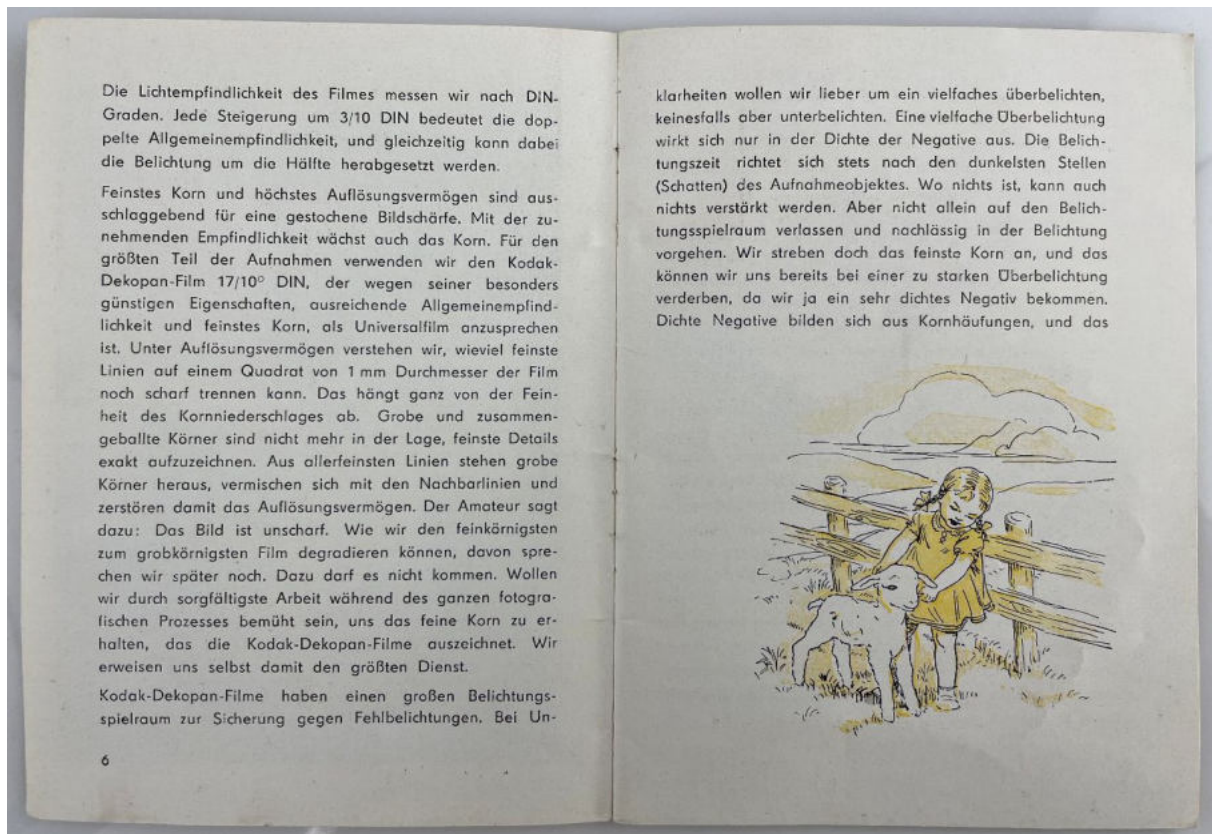 Die Lichtempfindlichkeit des Filmes messen wir nach DIN-
Graden. Jede Steigerung um 3/10 DIN bedeutet die dop-
pelte Allgemeinempfindlichkeit, und gleichzeitig kann dabei
die Belichtung um die Hälfte herabgesetzt werden.
Feinstes Korn und höchstes Auflösungsvermögen sind aus-
schlaggebend für eine gestochene Bildschärfe. Mit der zu-
nehmenden Empfindlichkeit wächst auch das Korn. Für den
größten Teil der Aufnahmen verwenden wir den Kodak-
Dekopan-Film 17/10° DIN, der wegen seiner besonders
günstigen Eigenschaften, ausreichende Allgemeinempfind-
lichkeit und feinstes Korn, als Universalfilm anzusprechen
ist. Unter Auflösungsvermögen verstehen wir, wieviel feinste
Linien auf einem Quadrat von 1 mm Durchmesser der Film
noch scharf trennen kann. Das hängt ganz von der Fein-
heit des Kornniederschlages ab. Grobe und zusammen-
geballte Körner sind nicht mehr in der Lage, feinste Details
exakt aufzuzeichnen. Aus allerfeinsten Linien stehen grobe
Körner heraus, vermischen sich mit den Nachbarlinien und
zerstören damit das Auflösungsvermögen. Der Amateur sagt
dazu: Das Bild ist unscharf. Wie wir den feinkörnigsten
zum grobkörnigsten Film degradieren können, davon spre-
chen wir später noch. Dazu darf es nicht kommen. Wollen
wir durch sorgfältigste Arbeit während des ganzen fotogra-
fischen Prozesses bemüht sein, uns das feine Korn zu er-
halten, das die Kodak-Dekopan-Filme auszeichnet. Wir
erweisen uns selbst damit den größten Dienst.
Kodak-Dekopan-Filme haben einen großen Belichtungs-
spielraum zur Sicherung gegen Fehlbelichtungen. Bei Un-
6
klarheiten wollen wir lieber um ein vielfaches überbelichten,
keinesfalls aber unterbelichten. Eine vielfache Überbelichtung
wirkt sich nur in der Dichte der Negative aus. Die Belich-
tungszeit richtet sich stets nach den dunkelsten Stellen
(Schatten) des Aufnahmeobjektes. Wo nichts ist, kann auch
nichts verstärkt werden. Aber nicht allein auf den Belich-
tungsspielraum verlassen und nachlässig in der Belichtung
vorgehen. Wir streben doch das feinste Korn an, und das
können wir uns bereits bei einer zu starken Überbelichtung
verderben, da wir ja ein sehr dichtes Negativ bekommen.
Dichte Negative bilden sich aus Kornhäufungen, und das